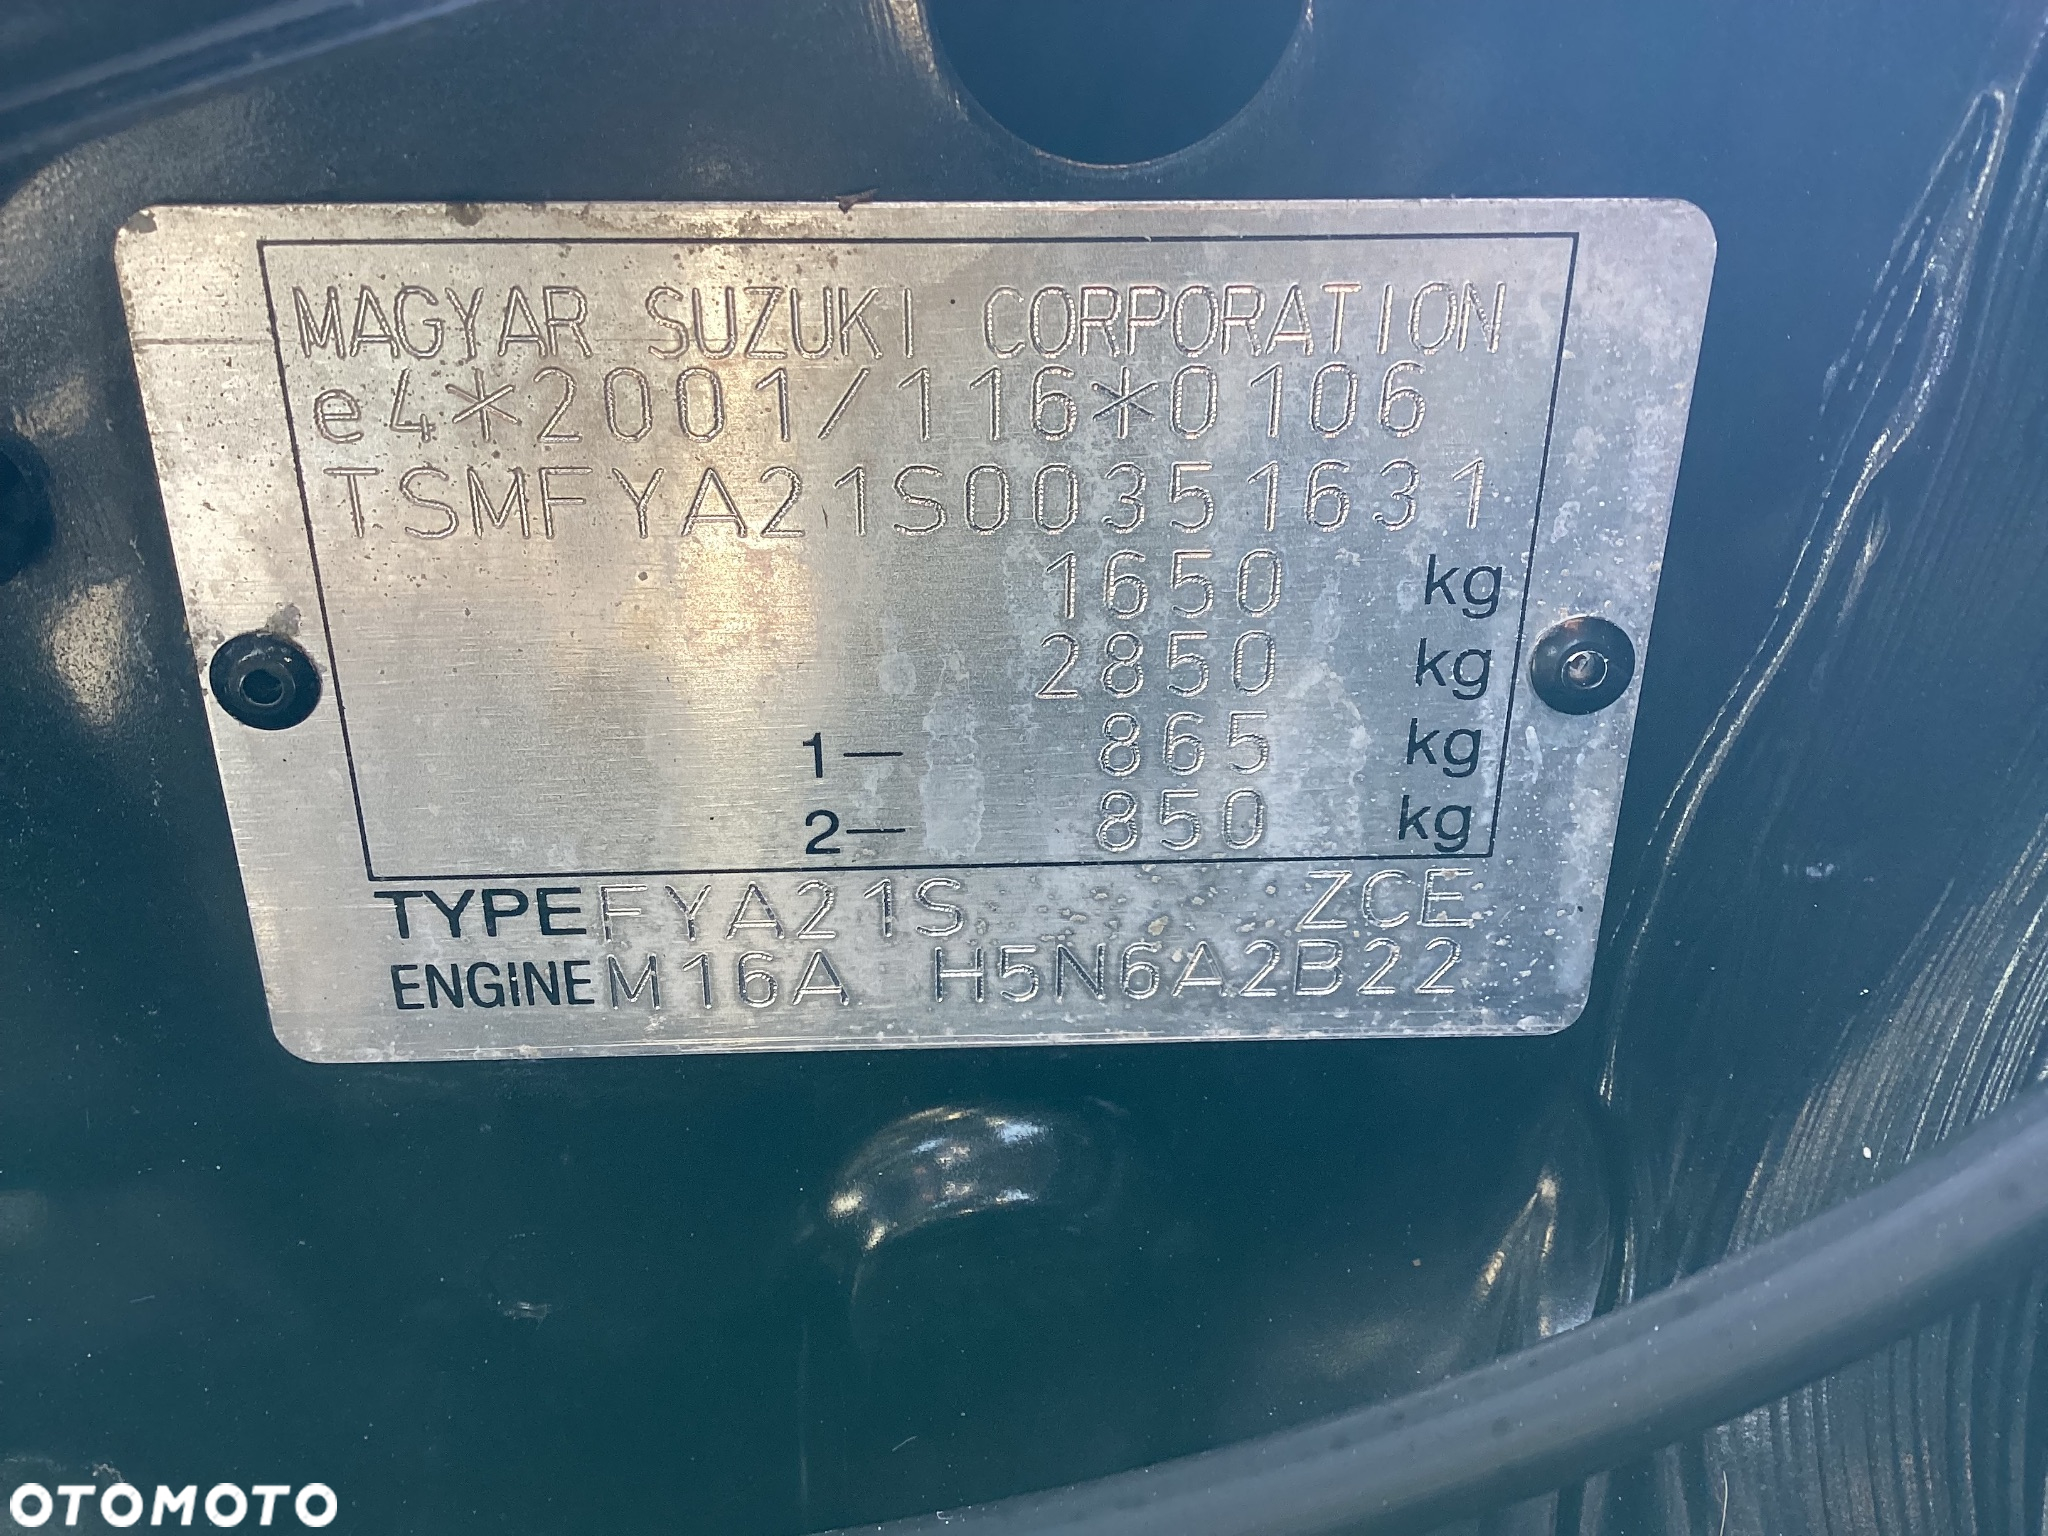 MAGYAR SUZUKI CORPORATION
e4*2001/116*0106
TSMFYA21S00351631
1650 kg
2850 kg
1— 865 kg
2— 850 kg
TYPE FYA21S ZCE
ENGINE M16A H5N6A2B22
OTOMOTO